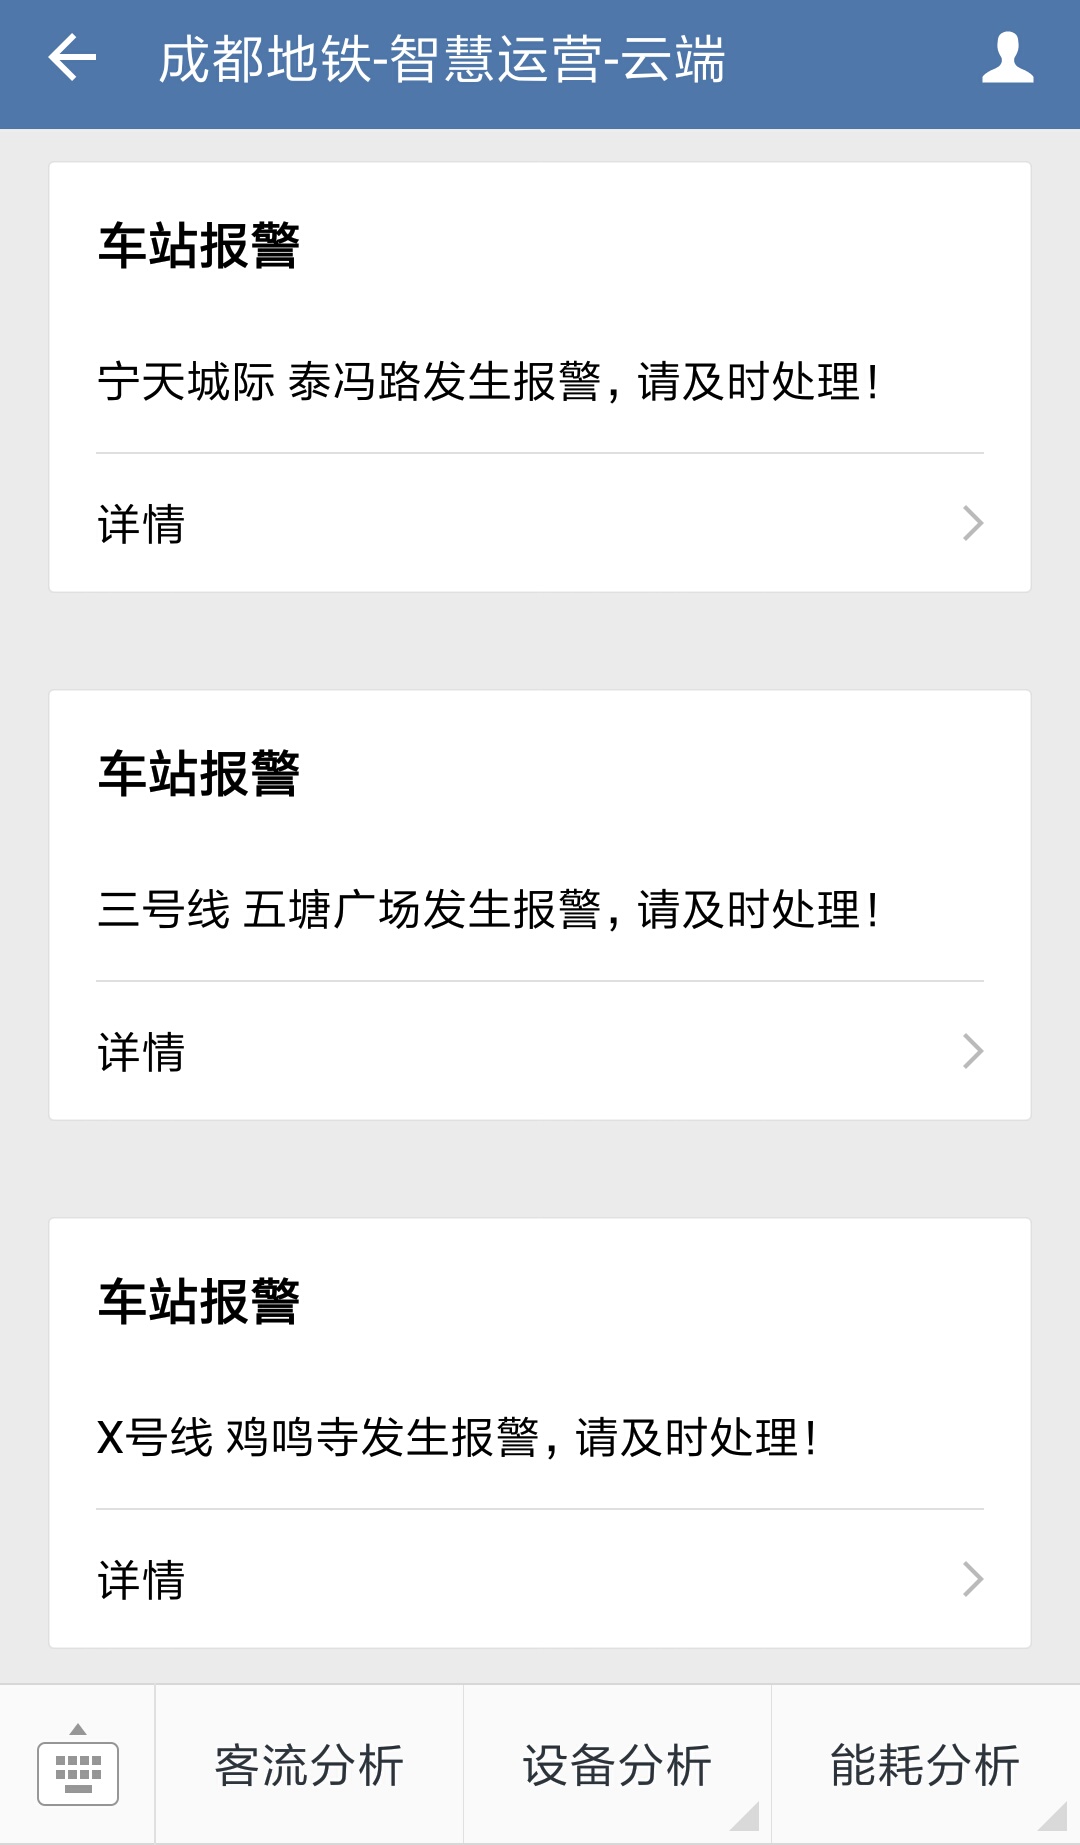 成都地铁-智慧运营-云端
车站报警
宁天城际 泰冯路发生报警，请及时处理！
详情
车站报警
三号线 五塘广场发生报警，请及时处理！
详情
车站报警
X号线 鸡鸣寺发生报警，请及时处理！
详情
客流分析
设备分析
能耗分析